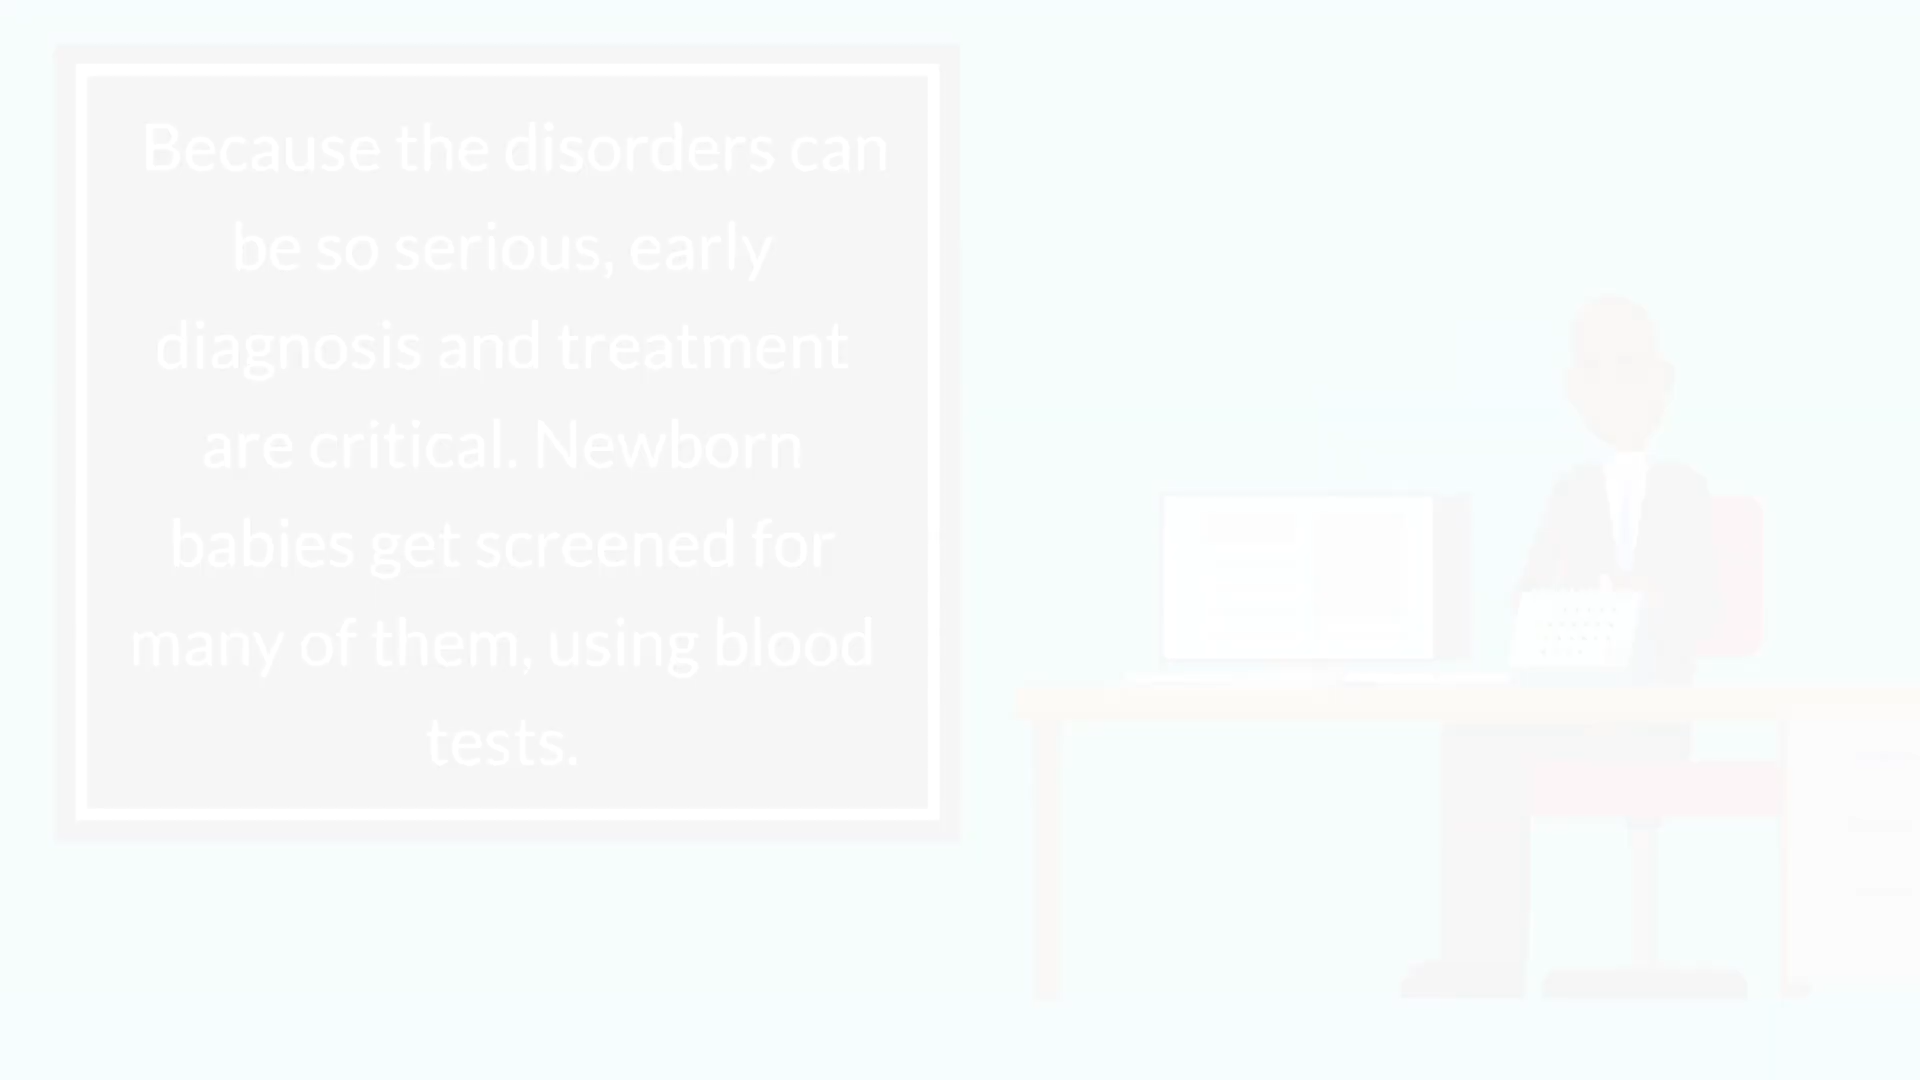 Because the disorders can
be so serious, early
diagnosis and treatment
are critical. Newborn
babies get screened for
many of them, using blood
tests.